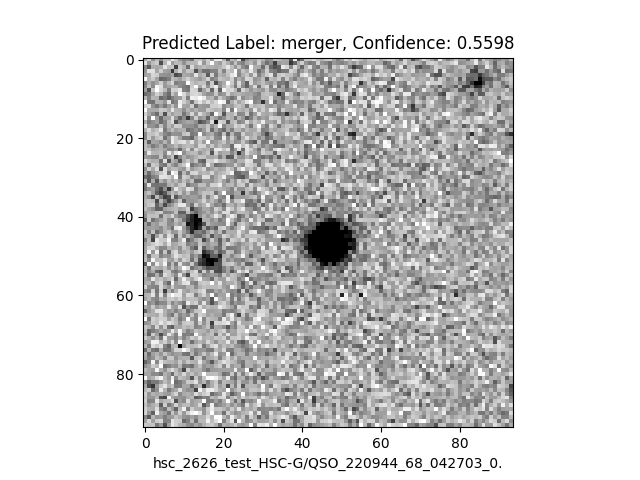 Predicted Label: merger, Confidence: 0.5598
0
20
40
60
80
0 20 40 60 80
hsc_2626_test_HSC-G/QSO_220944_68_042703_0.